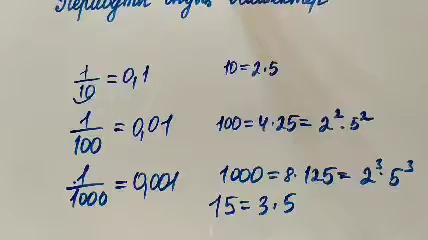 1/10 = 0,1 10 = 2·5
1/100 = 0,01 100 = 4·25 = 2²·5²
1/1000 = 0,001 1000 = 8·125 = 2³·5³
15 = 3·5